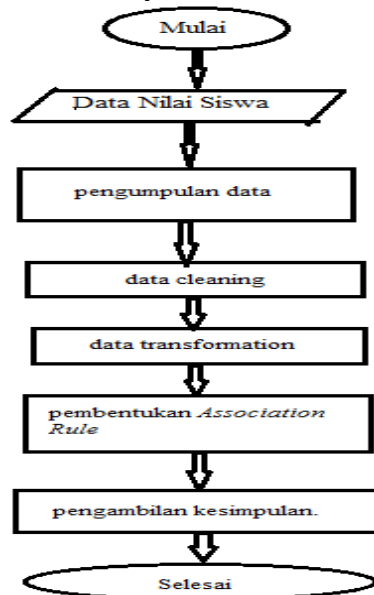 Mulai
Data Nilai Siswa
pengumpulan data
data cleaning
data transformation
pembentukan Association
Rule
pengambilan kesimpulan.
Selesai